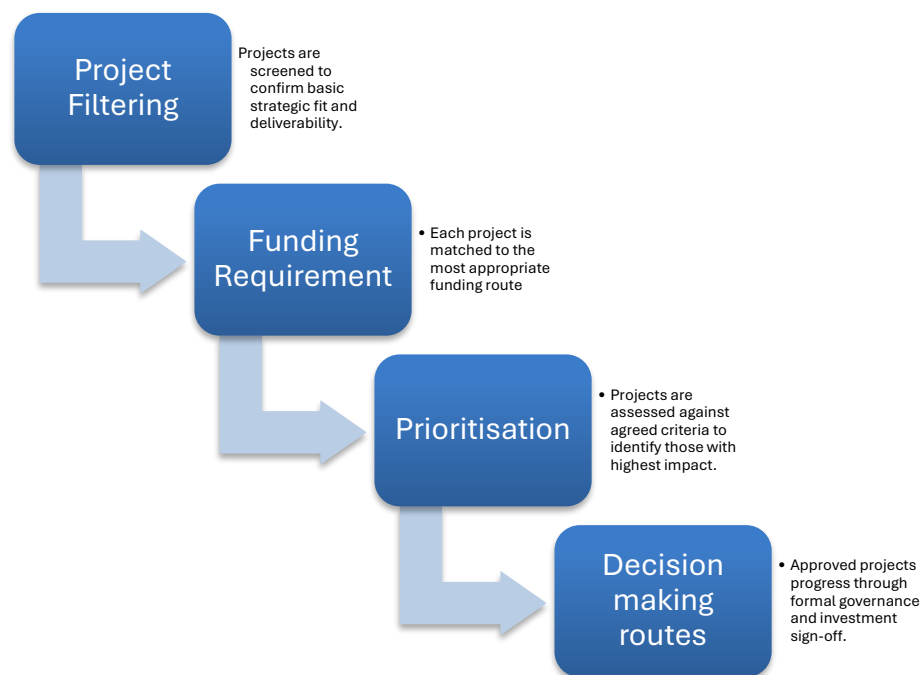 Project
Filtering
Projects are
screened to
confirm basic
strategic fit and
deliverability.
Funding
Requirement
• Each project is
matched to the
most appropriate
funding route
Prioritisation
• Projects are
assessed against
agreed criteria to
identify those with
highest impact.
Decision
making
routes
• Approved projects
progress through
formal governance
and investment
sign-off.